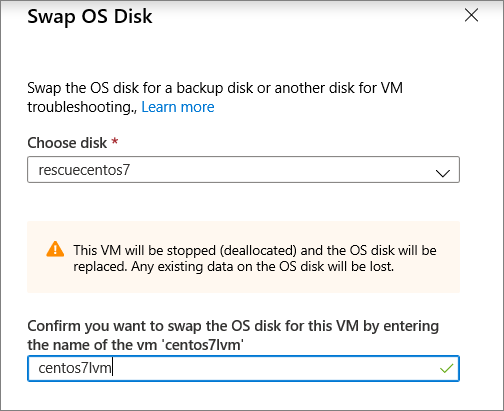 Swap OS Disk
Swap the OS disk for a backup disk or another disk for VM
troubleshooting., Learn more
Choose disk *
rescuecentos7
This VM will be stopped (deallocated) and the OS disk will be
replaced. Any existing data on the OS disk will be lost.
Confirm you want to swap the OS disk for this VM by entering
the name of the vm 'centos7lvm'
centos7lvm